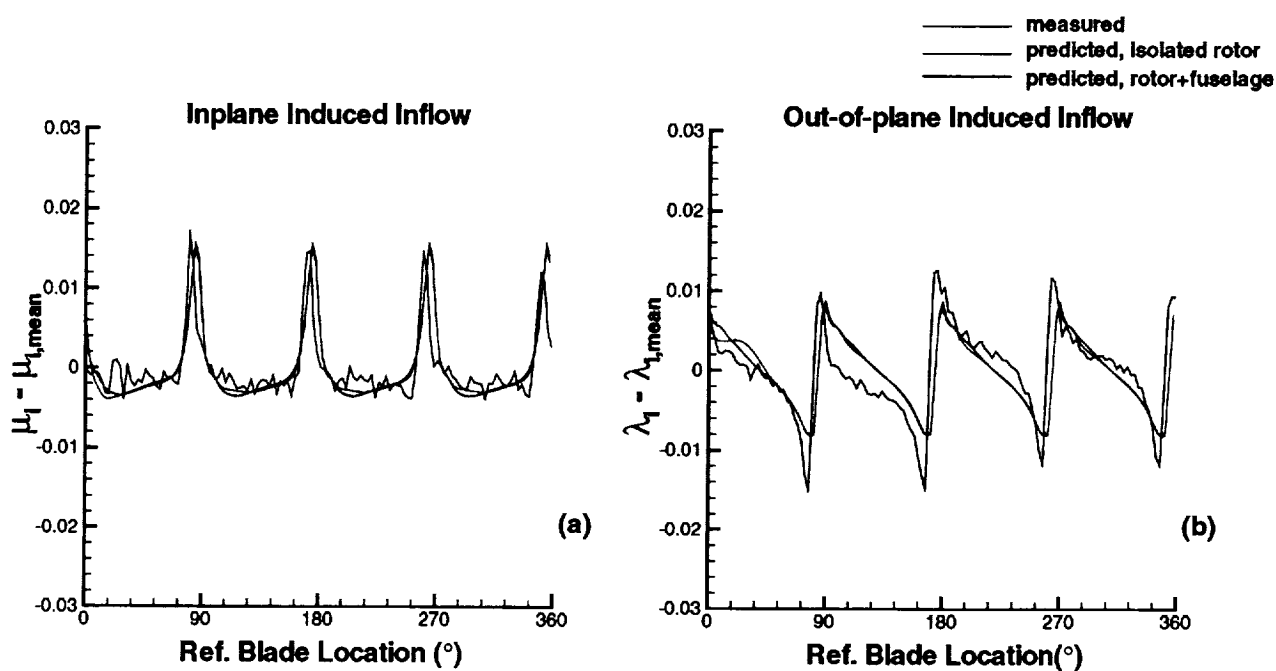 measured
predicted, isolated rotor
predicted, rotor+fuselage
Inplane Induced Inflow
0.03
0.02
0.01
0
-0.01
-0.02
-0.03
μi - μi,mean
0
90
180
270
360
Ref. Blade Location (°)
(a)
Out-of-plane Induced Inflow
0.03
0.02
0.01
0
-0.01
-0.02
-0.03
λi - λi,mean
0
90
180
270
360
Ref. Blade Location(°)
(b)